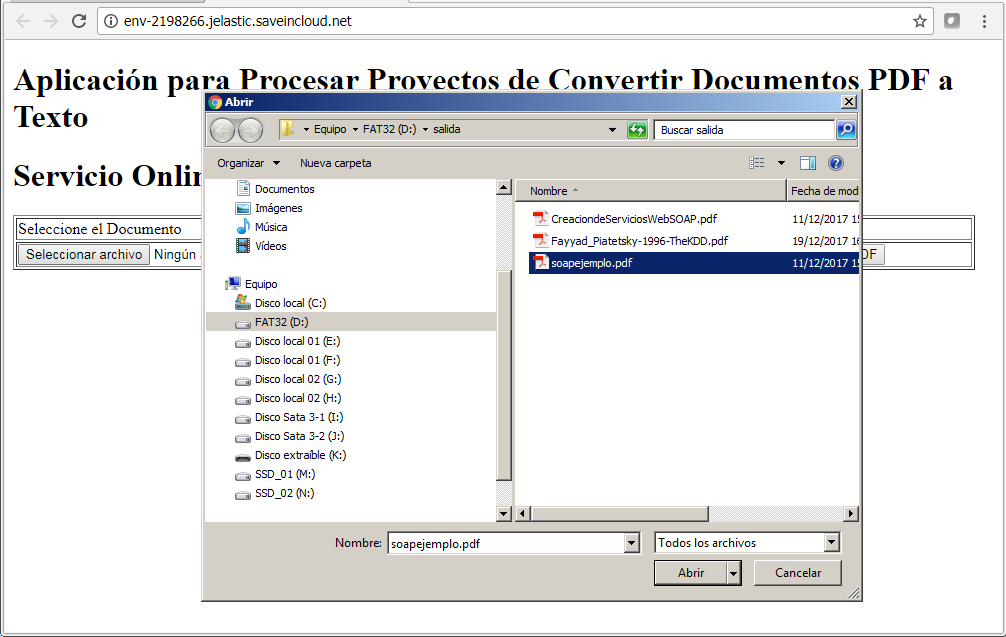 env-2198266.jelastic.saveincloud.net
Aplicación para Procesar Proyectos de Convertir Documentos PDF a
Texto
Servicio Onlin
Seleccione el Documento
Seleccionar archivo Ningún
DF
Abrir
Equipo FAT32 (D:) salida
Buscar salida
Organizar Nueva carpeta
Documentos
Imágenes
Música
Vídeos
Equipo
Disco local (C:)
FAT32 (D:)
Disco local 01 (E:)
Disco local 01 (F:)
Disco local 02 (G:)
Disco local 02 (H:)
Disco Sata 3-1 (I:)
Disco Sata 3-2 (J:)
Disco extraíble (K:)
SSD_01 (M:)
SSD_02 (N:)
Nombre Fecha de mod
CreaciondeServiciosWebSOAP.pdf 11/12/2017 15
Fayyad_Piatetsky-1996-TheKDD.pdf 19/12/2017 16
soapejemplo.pdf 11/12/2017 15
Nombre: soapejemplo.pdf Todos los archivos
Abrir Cancelar